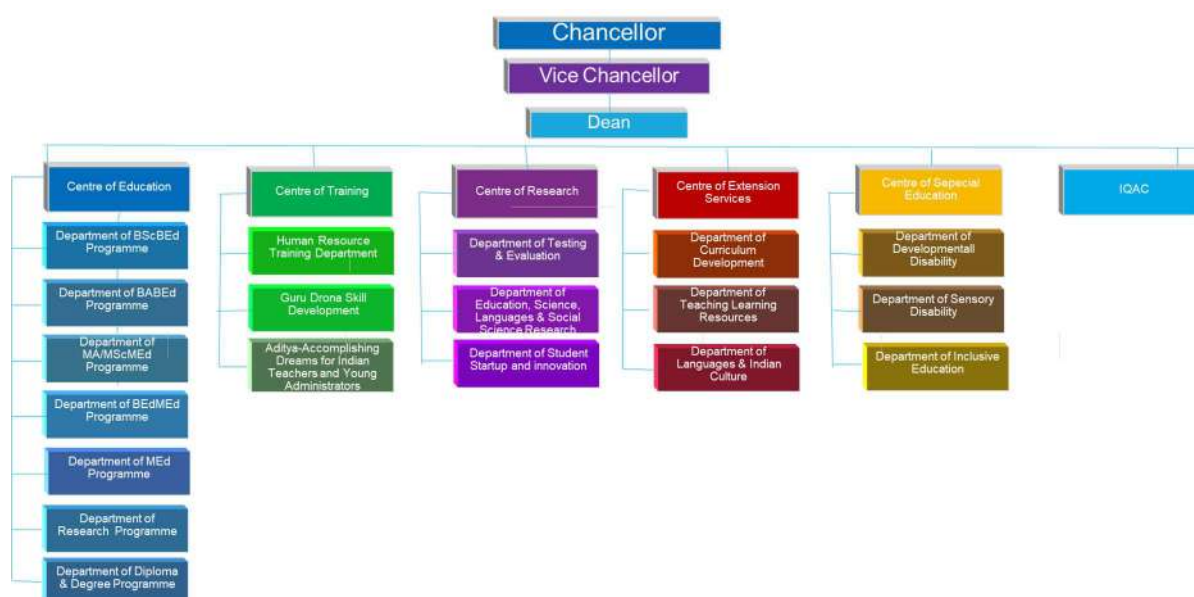 Chancellor
Vice Chancellor
Dean
Centre of Education
Department of BScBEd
Programme
Department of BABEd
Programme
Department of
MA/MScMEd
Programme
Department of BEdMEd
Programme
Department of MEd
Programme
Department of
Research Programme
Department of Diploma
& Degree Programme
Centre of Training
Human Resource
Training Department
Guru Drona Skill
Development
Aditya-Accomplishing
Dreams for Indian
Teachers and Young
Administrators
Centre of Research
Department of Testing
& Evaluation
Department of
Education, Science,
Languages & Social
Science Research
Department of Student
Startup and innovation
Centre of Extension
Services
Department of
Curriculum
Development
Department of
Teaching Learning
Resources
Department of
Languages & Indian
Culture
Centre of Sapecial
Education
Department of
Developmentall
Disability
Department of Sensory
Disability
Department of Inclusive
Education
IQAC